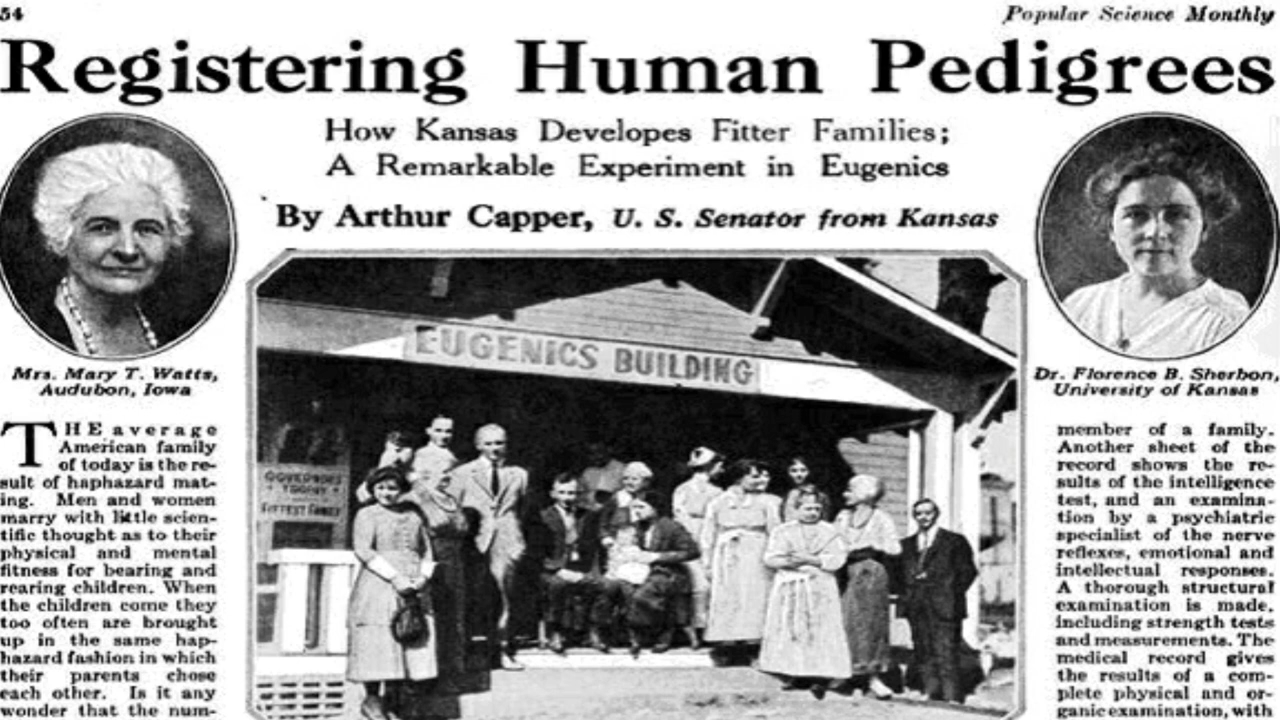 54
Popular Science Monthly
Registering Human Pedigrees
How Kansas Developes Fitter Families;
A Remarkable Experiment in Eugenics
By Arthur Capper, U. S. Senator from Kansas
Mrs. Mary T. Watts,
Audubon, Iowa
EUGENICS BUILDING
GOVERNORS
TROPHY
FITTEST FAMILY
Dr. Florence B. Sherbon,
University of Kansas
THE average
American family
of today is the re-
sult of haphazard mat-
ing. Men and women
marry with little scien-
tific thought as to their
physical and mental
fitness for bearing and
rearing children. When
the children come they
too often are brought
up in the same hap-
hazard fashion in which
their parents chose
each other. Is it any
wonder that the num-
member of a family.
Another sheet of the
record shows the re-
sults of the intelligence
test, and an examina-
tion by a psychiatric
specialist of the nerve
reflexes, emotional and
intellectual responses.
A thorough structural
examination is made,
including strength tests
and measurements. The
medical record gives
the results of a com-
plete physical and or-
ganic examination, with